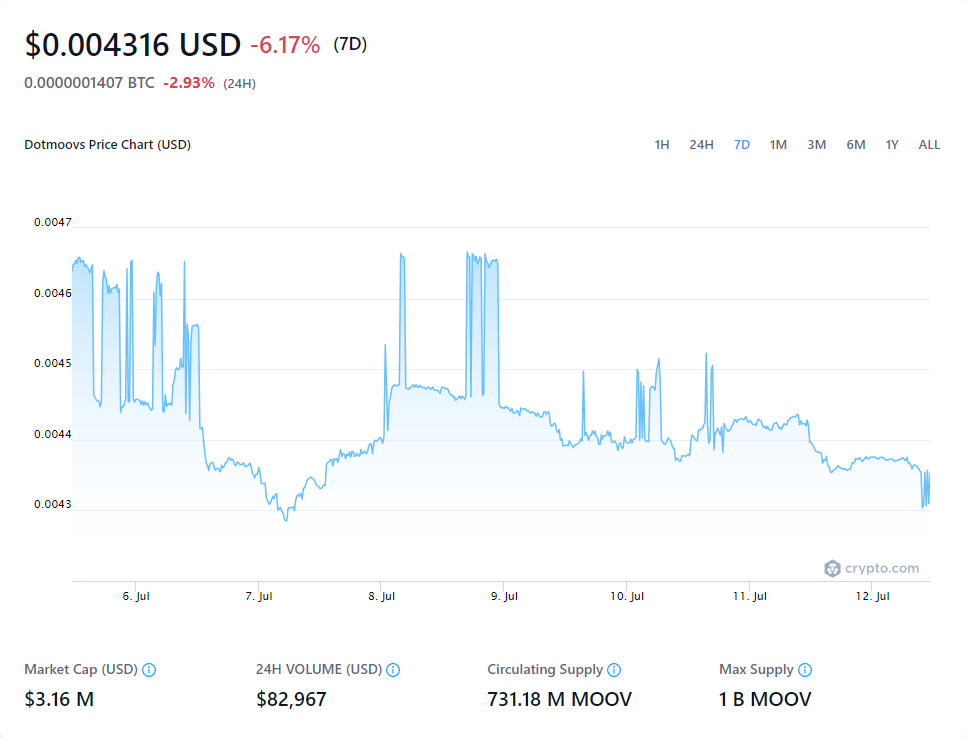 $0.004316 USD -6.17% (7D)
0.0000001407 BTC -2.93% (24H)
Dotmoovs Price Chart (USD) 1H 24H 7D 1M 3M 6M 1Y ALL
0.0047
0.0046
0.0045
0.0044
0.0043
crypto.com
6. Jul 7. Jul 8. Jul 9. Jul 10. Jul 11. Jul 12. Jul
Market Cap (USD) 24H VOLUME (USD) Circulating Supply Max Supply
$3.16 M $82,967 731.18 M MOOV 1 B MOOV